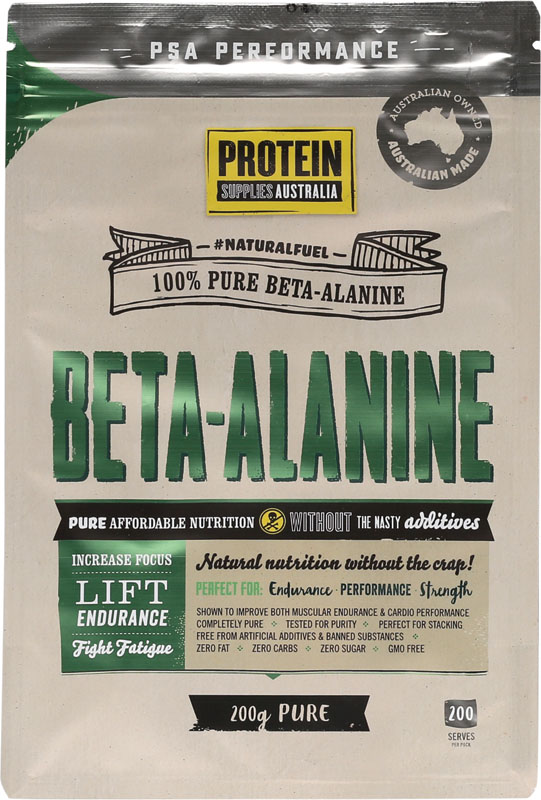 PSA PERFORMANCE
AUSTRALIAN OWNED
AUSTRALIAN MADE
PROTEIN
SUPPLIES AUSTRALIA
#NATURALFUEL
100% PURE BETA-ALANINE
BETA-ALANINE
PURE AFFORDABLE NUTRITION WITHOUT THE NASTY additives
INCREASE FOCUS
LIFT
ENDURANCE
Fight Fatigue
Natural nutrition without the crap!
PERFECT FOR: Endurance · PERFORMANCE · Strength
SHOWN TO IMPROVE BOTH MUSCULAR ENDURANCE & CARDIO PERFORMANCE
COMPLETELY PURE TESTED FOR PURITY PERFECT FOR STACKING
FREE FROM ARTIFICIAL ADDITIVES & BANNED SUBSTANCES
ZERO FAT ZERO CARBS ZERO SUGAR GMO FREE
200g PURE
200
SERVES
PER PACK